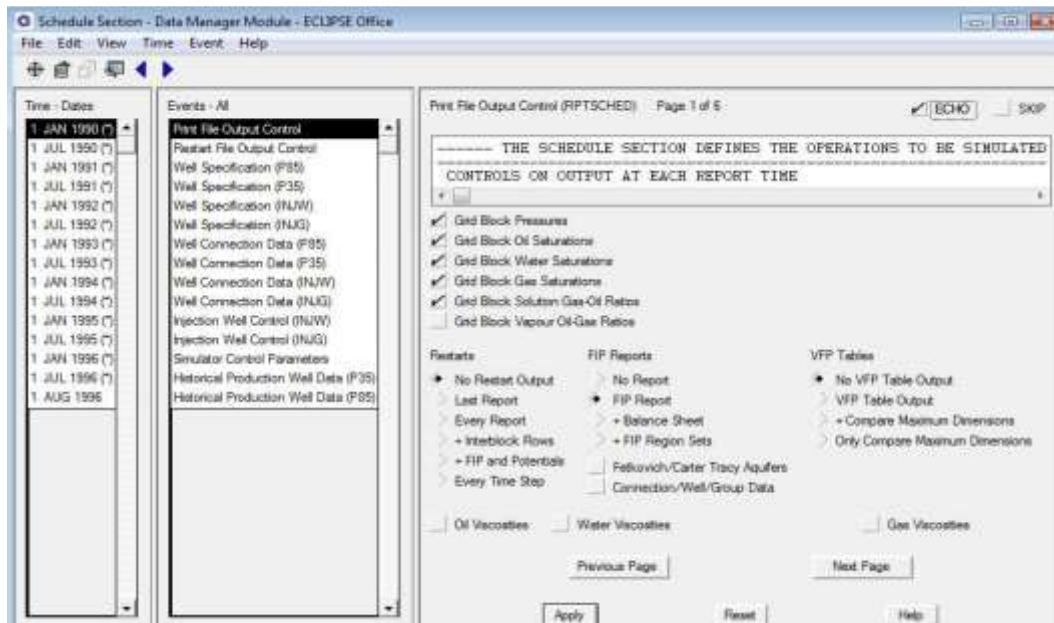 Schedule Section - Data Manager Module - ECLIPSE Office
File Edit View Time Event Help
Time - Dates
1 JAN 1990 (*)
1 JUL 1990 (*)
1 JAN 1991 (*)
1 JUL 1991 (*)
1 JAN 1992 (*)
1 JUL 1992 (*)
1 JAN 1993 (*)
1 JUL 1993 (*)
1 JAN 1994 (*)
1 JUL 1994 (*)
1 JAN 1995 (*)
1 JUL 1995 (*)
1 JAN 1996 (*)
1 JUL 1996 (*)
1 AUG 1996
Events - All
Print File Output Control
Restart File Output Control
Well Specification (P85)
Well Specification (P35)
Well Specification (INJW)
Well Specification (INJG)
Well Connection Data (P85)
Well Connection Data (P35)
Well Connection Data (INJW)
Well Connection Data (INJG)
Injection Well Control (INJW)
Injection Well Control (INJG)
Simulator Control Parameters
Historical Production Well Data (P35)
Historical Production Well Data (P85)
Print File Output Control (RPTSCHED) Page 1 of 6
ECHO SKIP
------ THE SCHEDULE SECTION DEFINES THE OPERATIONS TO BE SIMULATED
CONTROLS ON OUTPUT AT EACH REPORT TIME
Grid Block Pressures
Grid Block Oil Saturations
Grid Block Water Saturations
Grid Block Gas Saturations
Grid Block Solution Gas-Oil Ratios
Grid Block Vapour Oil-Gas Ratios
Restarts
No Restart Output
Last Report
Every Report
+ Interblock Flows
+ FIP and Potentials
Every Time Step
FIP Reports
No Report
FIP Report
+ Balance Sheet
+ FIP Region Sets
Fetkovich/Carter Tracy Aquifers
Connection/Well/Group Data
VFP Tables
No VFP Table Output
VFP Table Output
+ Compare Maximum Dimensions
Only Compare Maximum Dimensions
Oil Viscosities Water Viscosities Gas Viscosities
Previous Page Next Page
Apply Reset Help